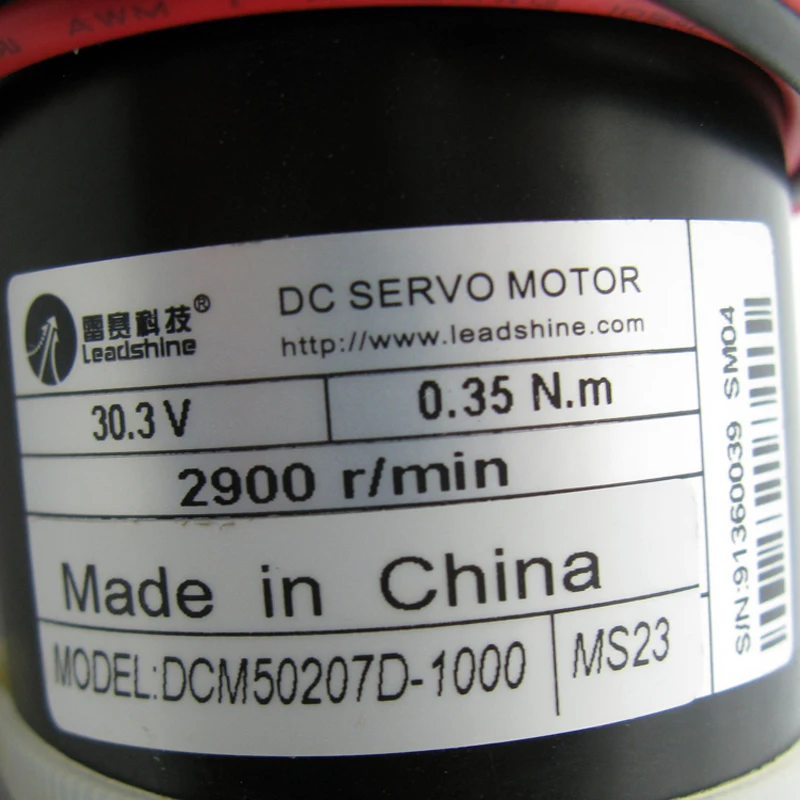 AWM
雷赛科技®
Leadshine
DC SERVO MOTOR
http://www.leadshine.com
30.3 V
0.35 N.m
2900 r/min
Made in China
MODEL:DCM50207D-1000
MS23
S/N:91360039 SM04